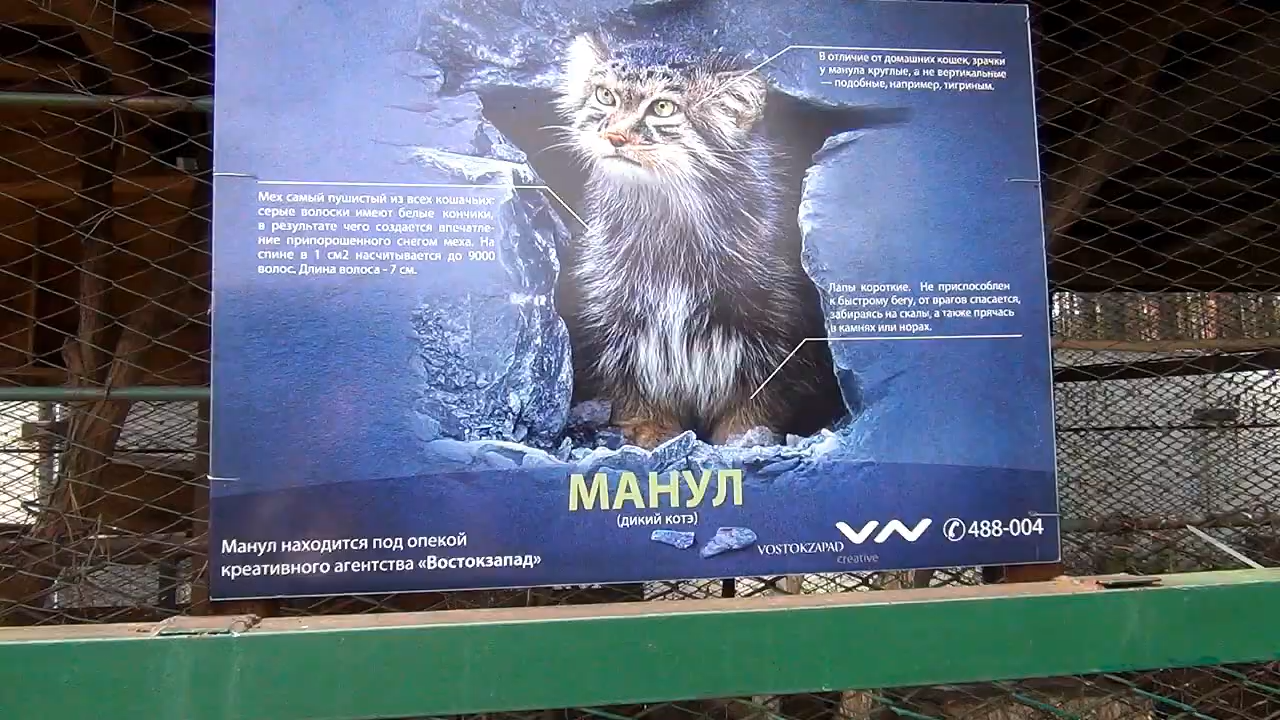 В отличие от домашних кошек, зрачки
у манула круглые, а не вертикальные
— подобные, например, тигриным.
Мех самый пушистый из всех кошачьих:
серые волоски имеют белые кончики,
в результате чего создается впечатле-
ние припорошенного снегом меха. На
спине в 1 см2 насчитывается до 9000
волос. Длина волоса - 7 см.
Лапы короткие. Не приспособлен
к быстрому бегу, от врагов спасается,
забираясь на скалы, а также прячась
в камнях или норах.
МАНУЛ
(дикий котэ)
Манул находится под опекой
креативного агентства «Востокзапад»
VOSTOKZAPAD
creative
488-004